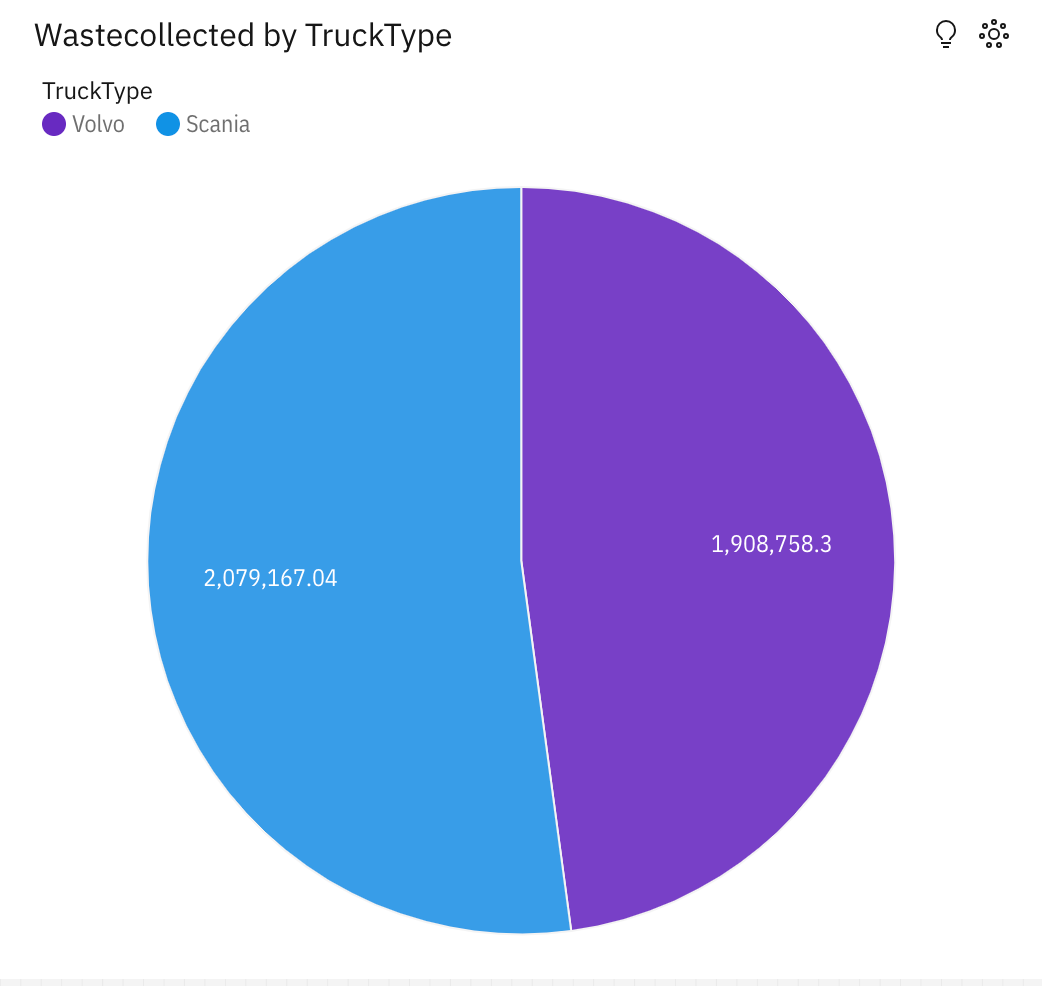 Wastecollected by TruckType
TruckType
Volvo Scania
1,908,758.3
2,079,167.04